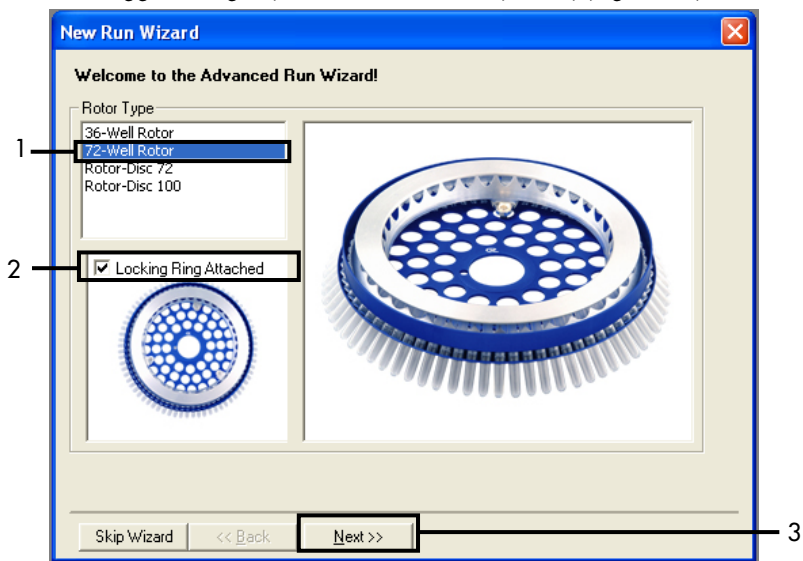 New Run Wizard
Welcome to the Advanced Run Wizard!
Rotor Type
36-Well Rotor
1
72-Well Rotor
Rotor-Disc 72
Rotor-Disc 100
2
Locking Ring Attached
Skip Wizard
<< Back
Next >>
3